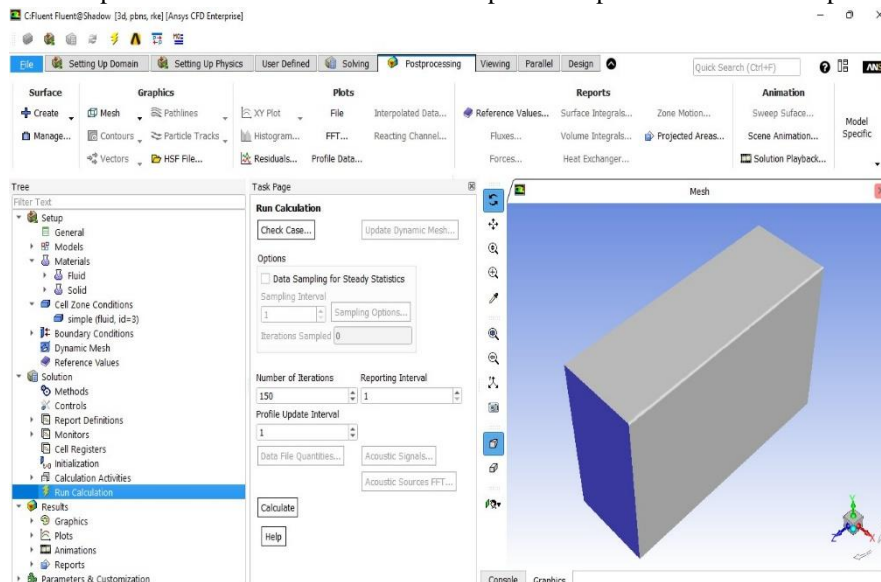 C:Fluent Fluent@Shadow [3d, pbns, rke] [Ansys CFD Enterprise]
File Setting Up Domain Setting Up Physics User Defined Solving Postprocessing Viewing Parallel Design Quick Search (Ctrl+F) ANS
Surface Graphics Plots Reports Animation
Create Mesh Pathlines XY Plot File Interpolated Data... Reference Values... Surface Integrals... Zone Motion... Sweep Suface...
Manage... Contours Particle Tracks Histogram... FFT... Reacting Channel... Fluxes... Volume Integrals... Projected Areas... Scene Animation...
Model
Specific
Vectors HSF File... Residuals... Profile Data... Forces... Heat Exchanger... Solution Playback...
Tree
Filter Text
Setup
General
Models
Materials
Fluid
Solid
Cell Zone Conditions
simple (fluid, id=3)
Boundary Conditions
Dynamic Mesh
Reference Values
Solution
Methods
Controls
Report Definitions
Monitors
Cell Registers
Initialization
Calculation Activities
Run Calculation
Results
Graphics
Plots
Animations
Reports
Parameters & Customization
Task Page
Run Calculation
Check Case... Update Dynamic Mesh...
Options
Data Sampling for Steady Statistics
Sampling Interval
1 Sampling Options...
Iterations Sampled 0
Number of Iterations Reporting Interval
150 1
Profile Update Interval
1
Data File Quantities... Acoustic Signals...
Acoustic Sources FFT...
Calculate
Help
Mesh
Y
Z X
Console Graphics